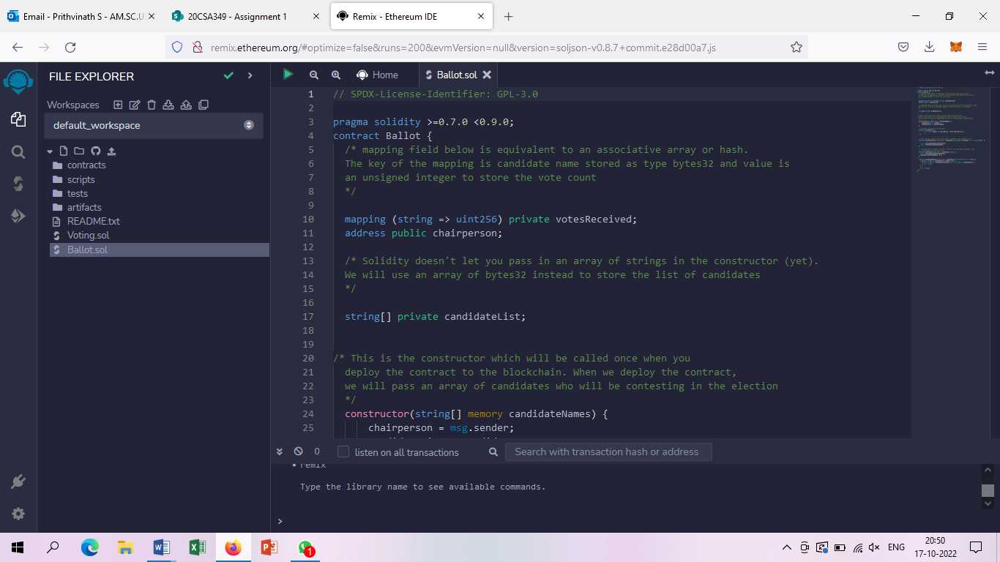 Email - Prithvinath S - AM.SC.U
20CSA349 - Assignment 1
Remix - Ethereum IDE
remix.ethereum.org/#optimize=false&runs=200&evmVersion=null&version=soljson-v0.8.7+commit.e28d00a7.js
FILE EXPLORER
Home
Ballot.sol
Workspaces
default_workspace
contracts
scripts
tests
artifacts
README.txt
Voting.sol
Ballot.sol
1 // SPDX-License-Identifier: GPL-3.0
2
3 pragma solidity >=0.7.0 <0.9.0;
4 contract Ballot {
5 /* mapping field below is equivalent to an associative array or hash.
6 The key of the mapping is candidate name stored as type bytes32 and value is
7 an unsigned integer to store the vote count
8 */
9
10 mapping (string => uint256) private votesReceived;
11 address public chairperson;
12
13 /* Solidity doesn't let you pass in an array of strings in the constructor (yet).
14 We will use an array of bytes32 instead to store the list of candidates
15 */
16
17 string[] private candidateList;
18
19
20 /* This is the constructor which will be called once when you
21 deploy the contract to the blockchain. When we deploy the contract,
22 we will pass an array of candidates who will be contesting in the election
23 */
24 constructor(string[] memory candidateNames) {
25 chairperson = msg.sender;
0
listen on all transactions
Search with transaction hash or address
remix
Type the library name to see available commands.
>
1
ENG
20:50
17-10-2022